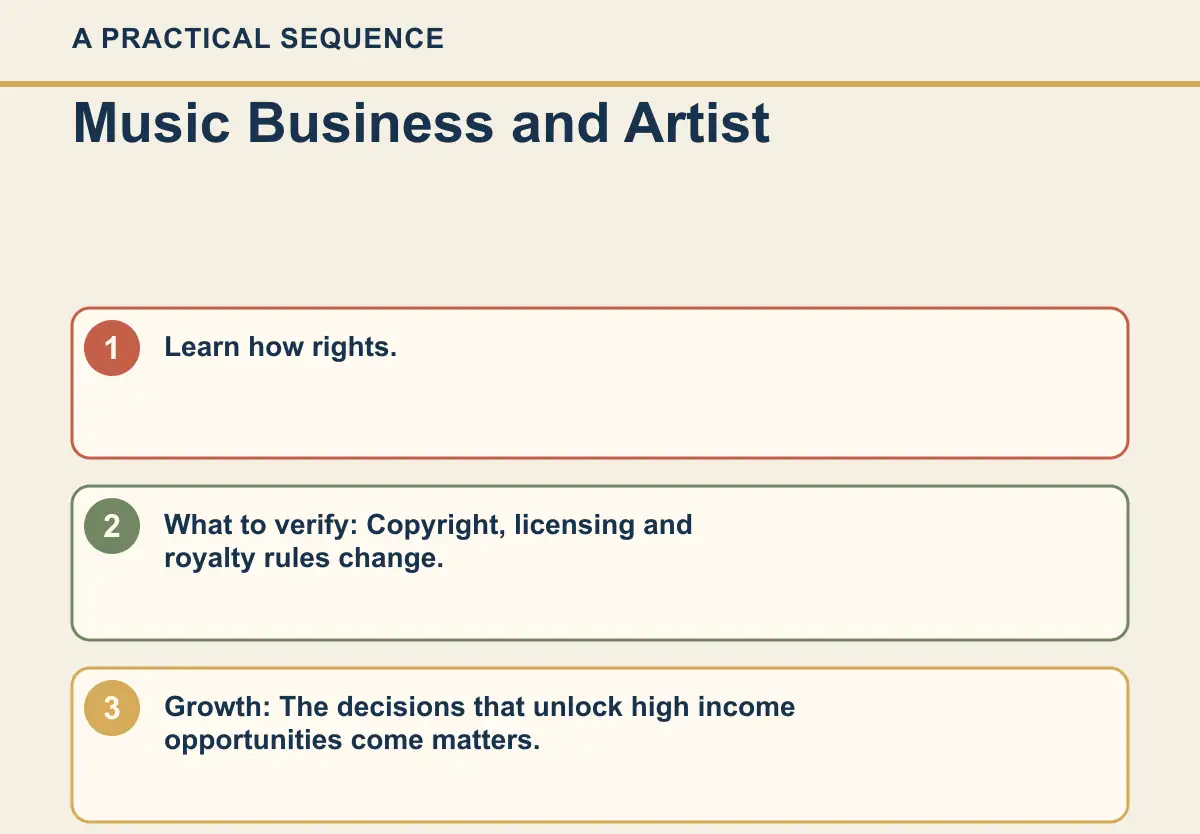 A PRACTICAL SEQUENCE
Music Business and Artist
1
Learn how rights.
2
What to verify: Copyright, licensing and
royalty rules change.
3
Growth: The decisions that unlock high income
opportunities come matters.